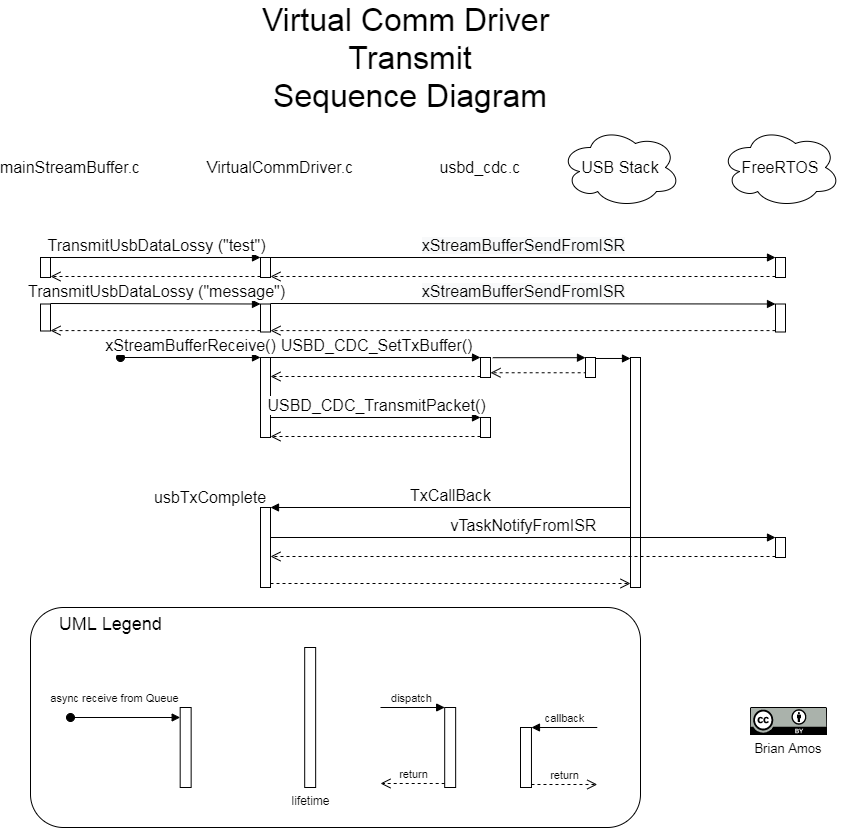 Virtual Comm Driver
Transmit
Sequence Diagram
mainStreamBuffer.c VirtualCommDriver.c usbd_cdc.c USB Stack FreeRTOS
TransmitUsbDataLossy ("test") xStreamBufferSendFromISR
TransmitUsbDataLossy ("message") xStreamBufferSendFromISR
xStreamBufferReceive() USBD_CDC_SetTxBuffer()
USBD_CDC_TransmitPacket()
usbTxComplete TxCallBack
vTaskNotifyFromISR
UML Legend
async receive from Queue dispatch
callback
return return
lifetime
cc BY
Brian Amos